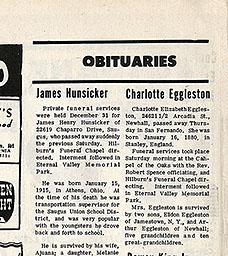 OBITUARIES
James Hunsicker
Private funeral services
were held December 31 for
James Henry Hunsicker of
22619 Chaparro Drive, Sau-
gus, who passed away suddenly
the previous Saturday. Hil-
burn's Funeral Chapel dir-
ected. Interment followed in
Eternal Valley Memorial
Park.
He was born January 15,
1915, in Athens, Ohio. At
the time of his death he was
transportation supervisor for
the Saugus Union School Dis-
trict, and was very popular
with the youngsters he drove
back and forth to school.
He is survived by his wife,
Ajuana; a daughter, Melanie
Charlotte Eggleston
Charlotte Elizabeth Eggles-
ton, 24621 1/2 Arcadia St.,
Newhall, passed away Thurs-
day in San Fernando. She was
born January 16, 1880, in
Stanley, England.
Funeral services took place
Saturday morning at the Cha-
pel of the Oaks with the Rev.
Robert Spence officiating, and
Hilburn's Funeral Chapel dir-
ecting. Interment followed in
Eternal Valley Memorial
Park.
Mrs. Eggleston is survived
by two sons, Eldon Eggleston
of Jamestown, N. Y., and Ar-
thur Eggleston of Newhall;
five grandchildren and ten
great-grandchildren.